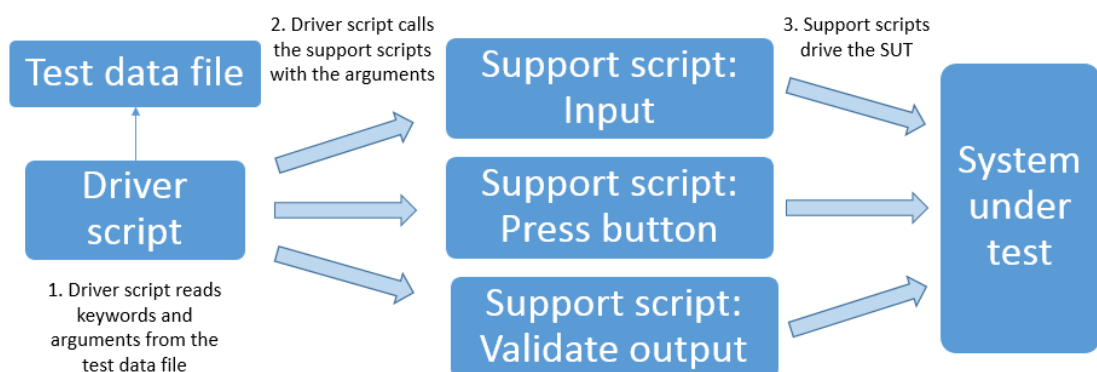 Test data file
Driver
script
1. Driver script reads
keywords and
arguments from the
test data file
2. Driver script calls
the support scripts
with the arguments
Support script:
Input
Support script:
Press button
Support script:
Validate output
3. Support scripts
drive the SUT
System
under
test